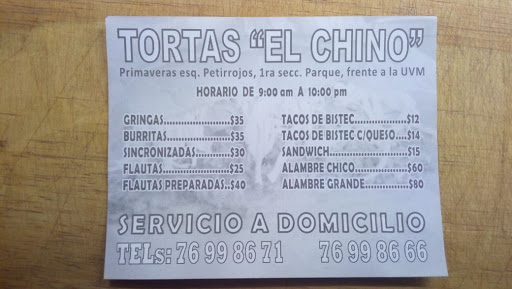 TORTAS "EL CHINO"
Primaveras esq. Petirrojos, 1ra secc. Parque, frente a la UVM
HORARIO DE 9:00 am A 10:00 pm
GRINGAS......................$35
BURRITAS.....................$35
SINCRONIZADAS...........$30
FLAUTAS.......................$25
FLAUTAS PREPARADAS..$40
TACOS DE BISTEC.................$12
TACOS DE BISTEC C/QUESO...$14
SANDWICH..........................$15
ALAMBRE CHICO..................$60
ALAMBRE GRANDE...............$80
SERVICIO A DOMICILIO
TELs: 76 99 86 71 76 99 86 66